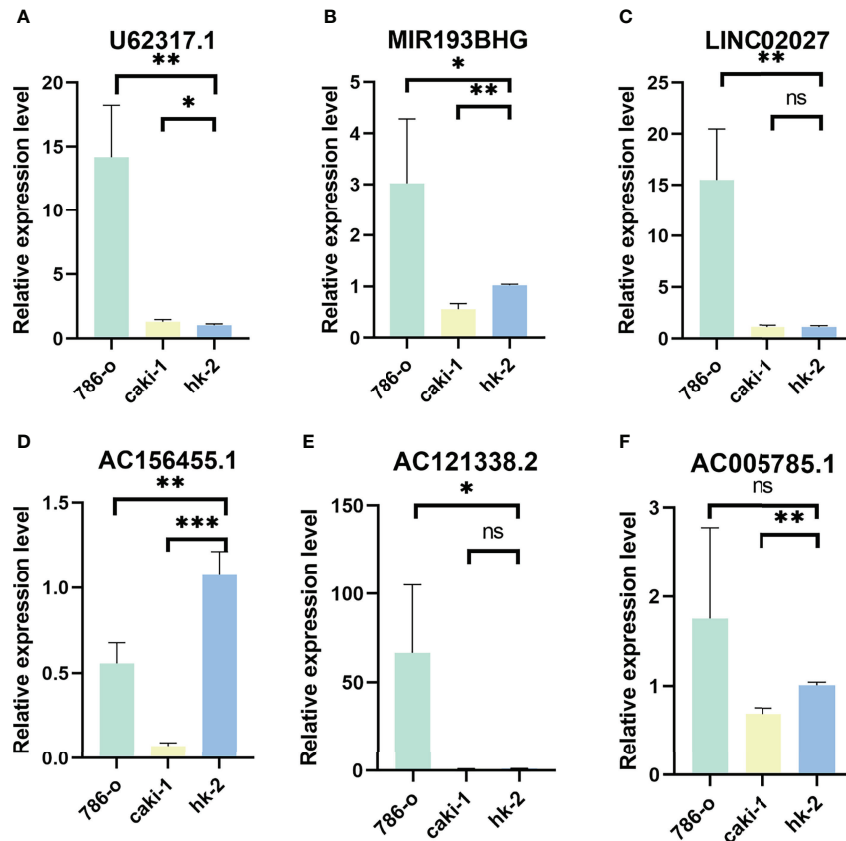 A
U62317.1
Relative expression level
20
15
10
5
0
**
*
786-o
caki-1
hk-2
B
MIR193BHG
Relative expression level
5
4
3
2
1
0
*
**
786-o
caki-1
hk-2
C
LINC02027
Relative expression level
25
20
15
10
5
0
**
ns
786-o
caki-1
hk-2
D
AC156455.1
Relative expression level
1.5
1.0
0.5
0.0
**
***
786-o
caki-1
hk-2
E
AC121338.2
Relative expression level
150
100
50
0
*
ns
786-o
caki-1
hk-2
F
AC005785.1
Relative expression level
3
2
1
0
ns
**
786-o
caki-1
hk-2